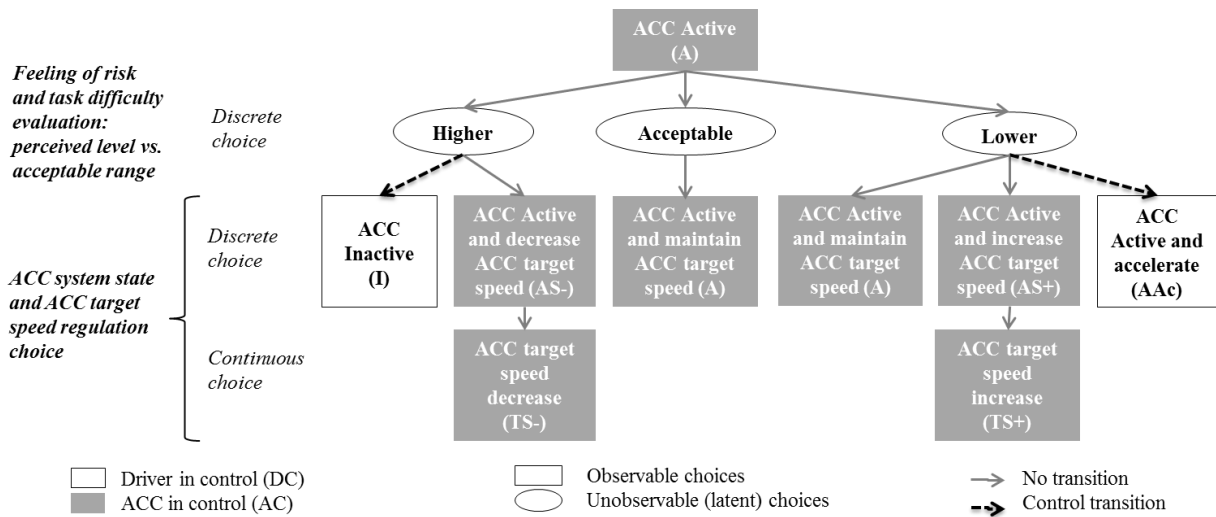 ACC Active
(A)
Feeling of risk
and task difficulty
evaluation:
perceived level vs.
acceptable range
Discrete
choice
Higher
Acceptable
Lower
ACC system state
and ACC target
speed regulation
choice
Discrete
choice
ACC
Inactive
(I)
ACC Active
and decrease
ACC target
speed (AS-)
ACC Active
and maintain
ACC target
speed (A)
ACC Active
and maintain
ACC target
speed (A)
ACC Active
and increase
ACC target
speed (AS+)
ACC
Active and
accelerate
(AAc)
Continuous
choice
ACC target
speed
decrease
(TS-)
ACC target
speed
increase
(TS+)
Driver in control (DC)
ACC in control (AC)
Observable choices
Unobservable (latent) choices
No transition
Control transition